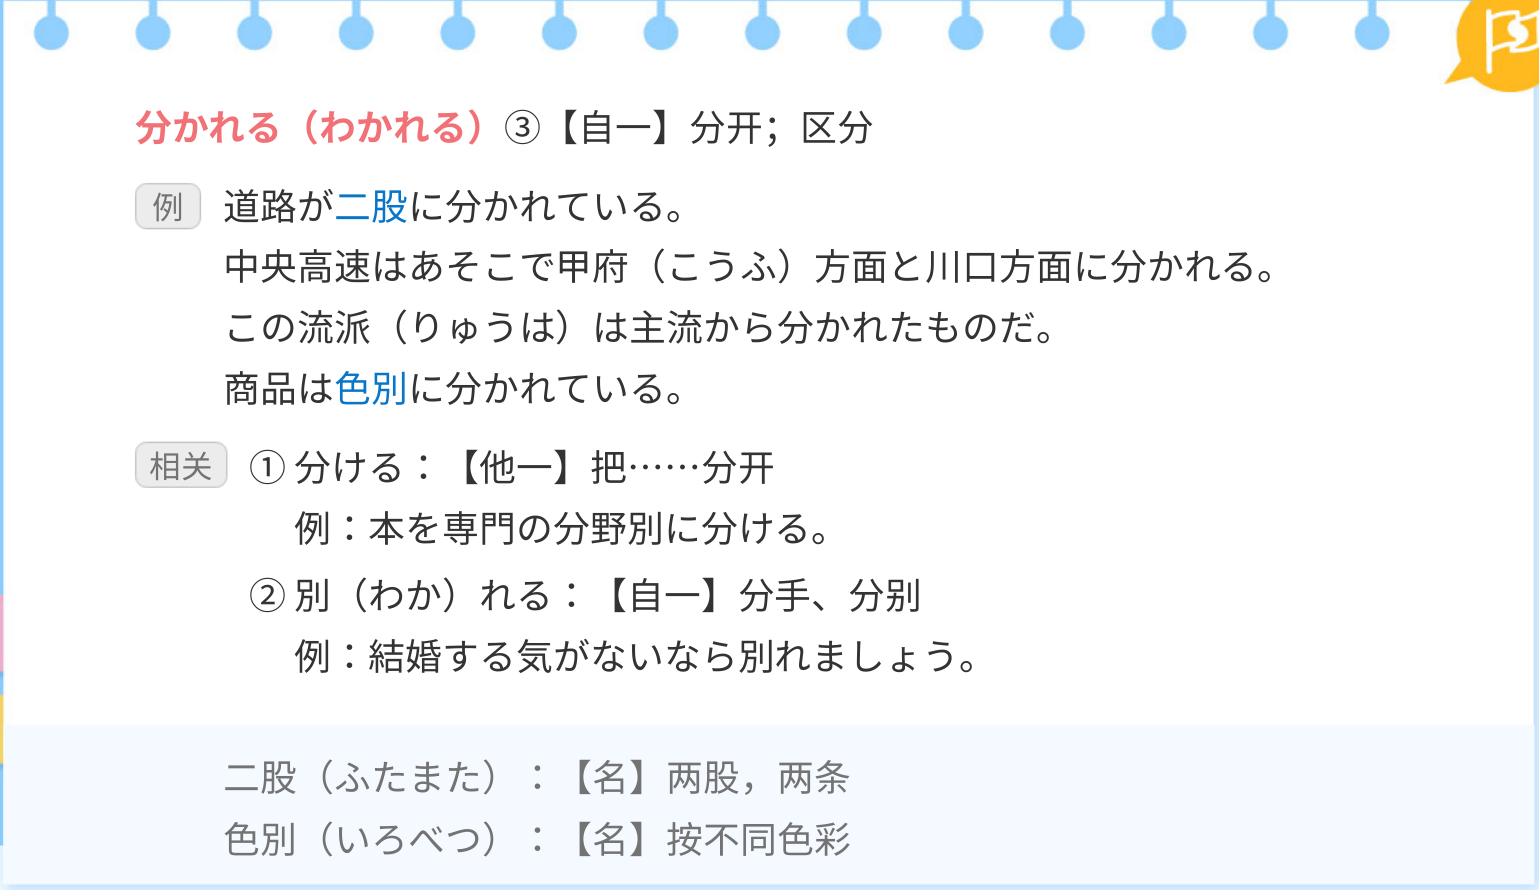 分かれる（わかれる）③【自一】分开；区分
例 道路が二股に分かれている。
中央高速はあそこで甲府（こうふ）方面と川口方面に分かれる。
この流派（りゅうは）は主流から分かれたものだ。
商品は色別に分かれている。
相关 ① 分ける：【他一】把……分开
例：本を専門の分野別に分ける。
② 別（わか）れる：【自一】分手、分别
例：結婚する気がないなら別れましょう。
二股（ふたまた）：【名】两股，两条
色別（いろべつ）：【名】按不同色彩